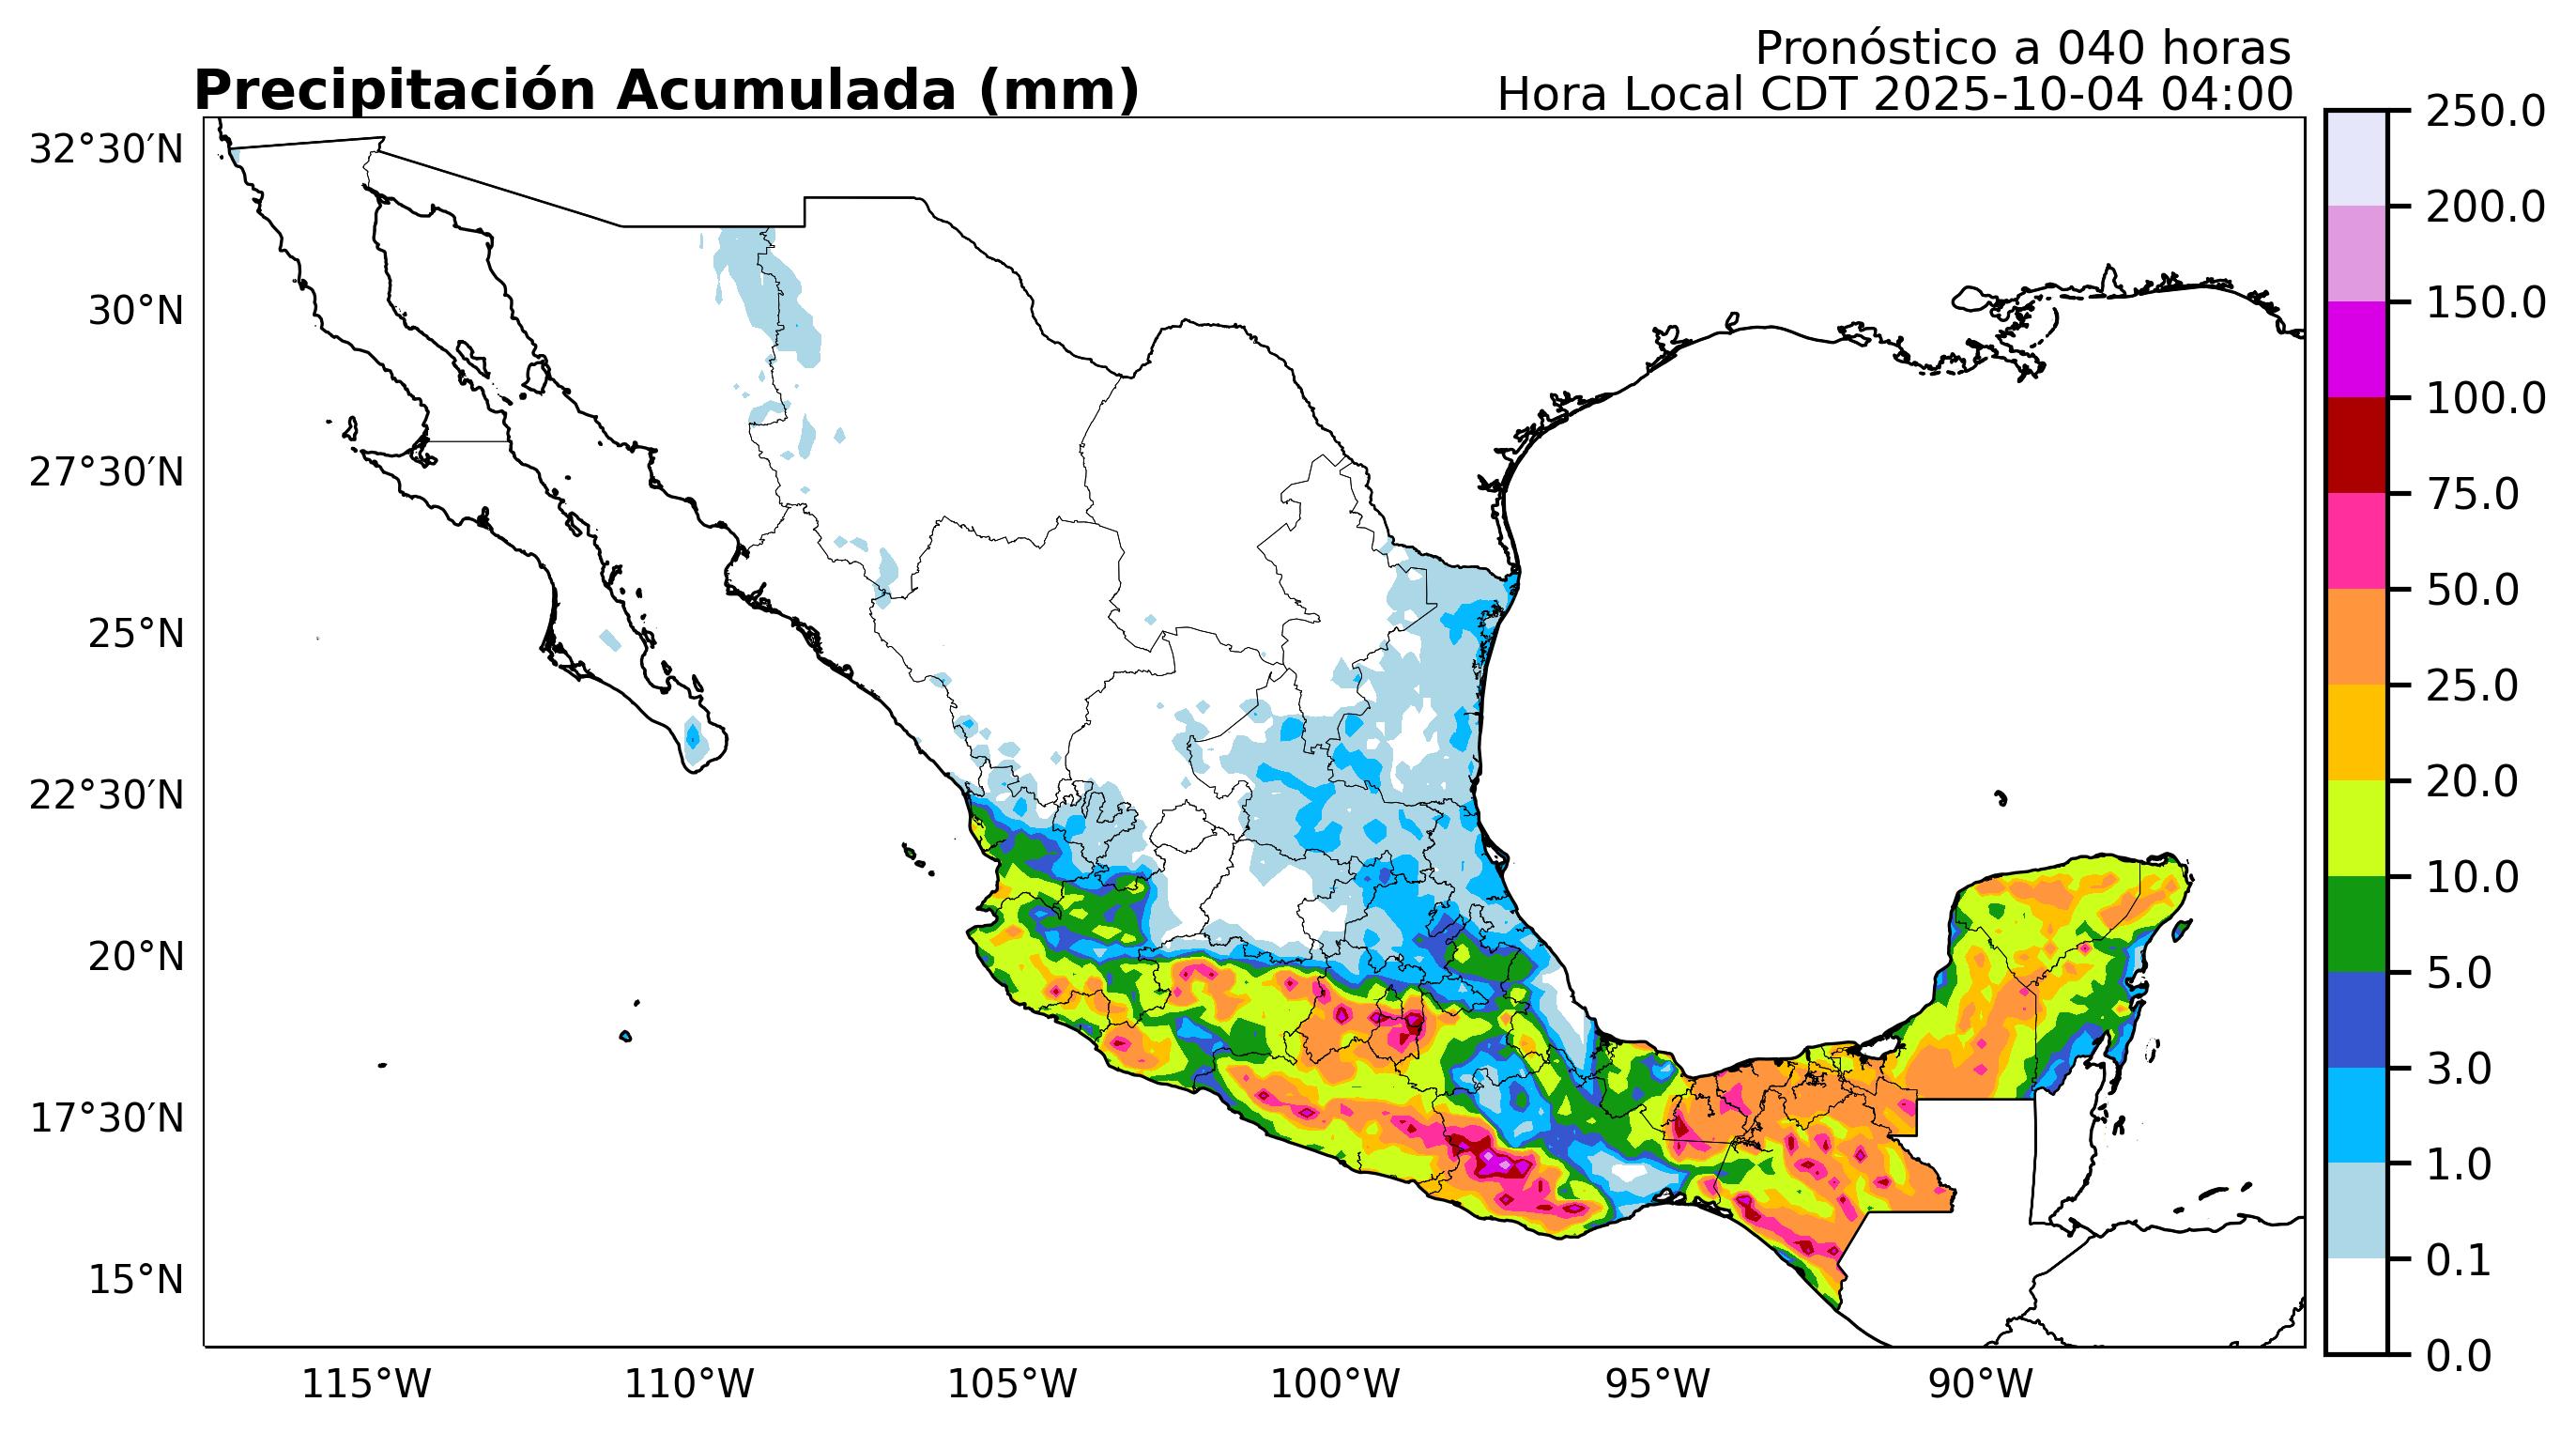 Pronóstico a 040 horas
Precipitación Acumulada (mm)
Hora Local CDT 2025-10-04 04:00
32°30′N
30°N
27°30′N
25°N
22°30′N
20°N
17°30′N
15°N
115°W
110°W
105°W
100°W
95°W
90°W
250.0
200.0
150.0
100.0
75.0
50.0
25.0
20.0
10.0
5.0
3.0
1.0
0.1
0.0